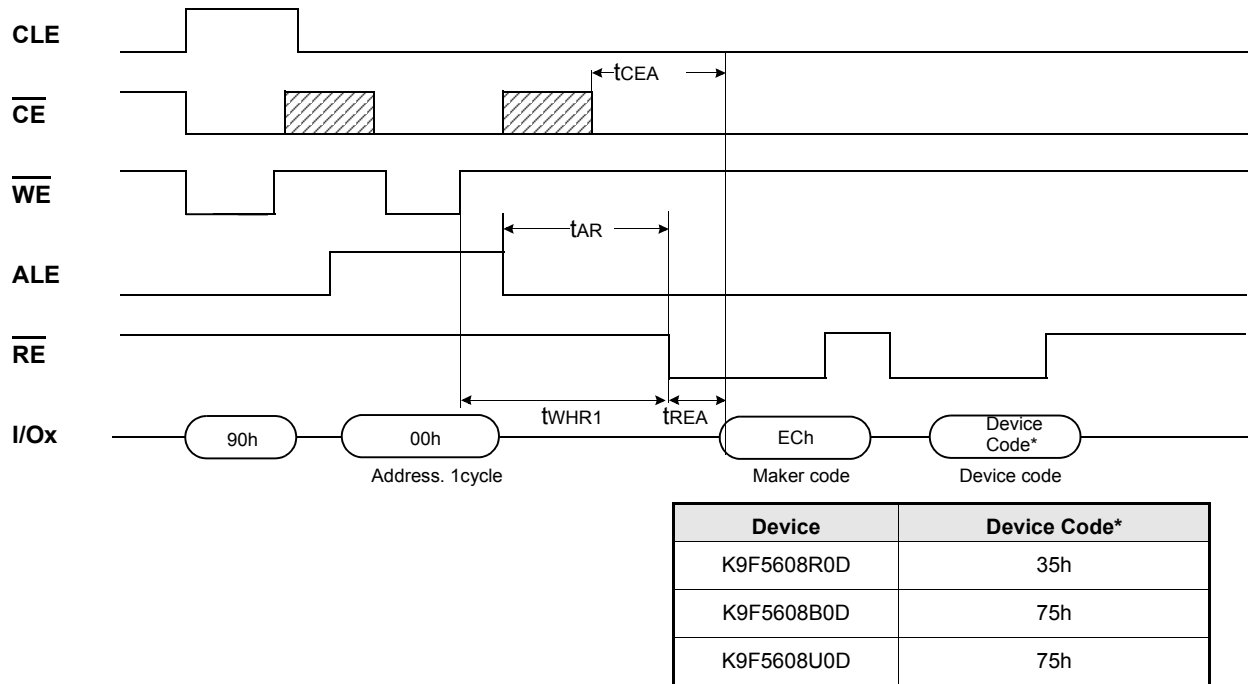 CLE
tCEA
CE
WE
tAR
ALE
RE
tWHR1
tREA
I/Ox
90h
00h
ECh
Device
Code*
Address. 1cycle
Maker code
Device code
Device
Device Code*
K9F5608R0D
35h
K9F5608B0D
75h
K9F5608U0D
75h